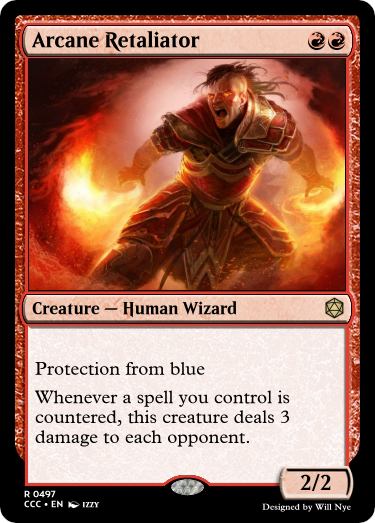 Arcane Retaliator
Creature — Human Wizard
Protection from blue
Whenever a spell you control is
countered, this creature deals 3
damage to each opponent.
2/2
R 0497
CCC • EN IZZY
Designed by Will Nye